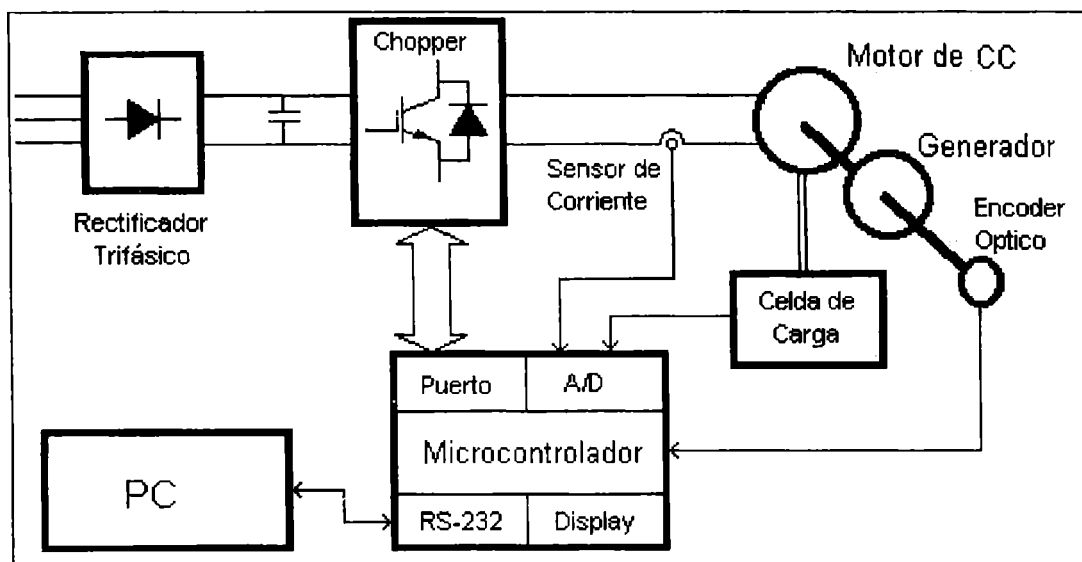 Chopper
Motor de CC
Generador
Sensor de
Corriente
Encoder
Optico
Rectificador
Trifásico
Celda de
Carga
Puerto
A/D
Microcontrolador
PC
RS-232
Display